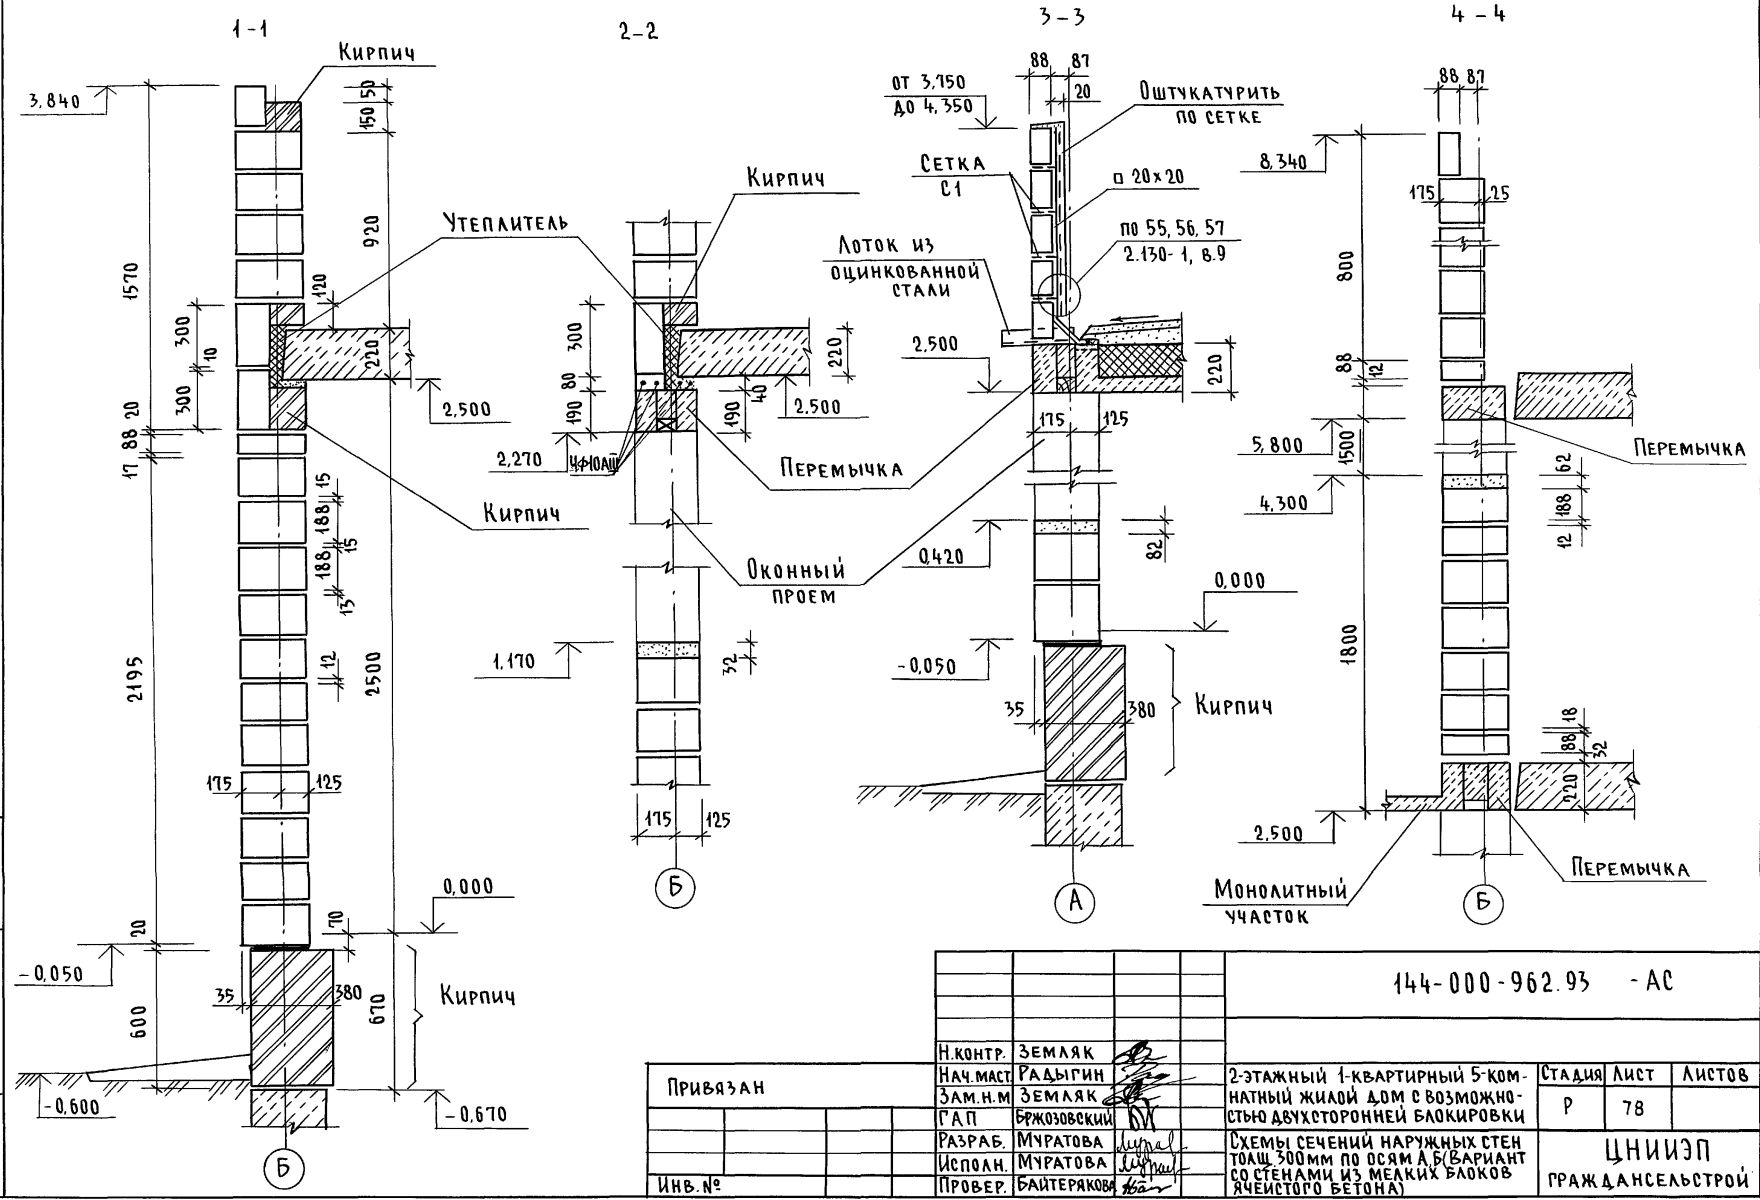 1-1
Кирпич
3,840
50
150
920
1570
120
300
10
220
300
2,500
20
88
17
15
188
15
188
13
12
2195
2500
175
125
0,000
20
70
-0,050
35
380
Кирпич
600
670
-0,600
-0,670
Б
Утеплитель
Кирпич
2-2
Кирпич
300
80
190
220
40
190
2,500
2,270
4Ф10АIII
Перемычка
Оконный
проем
1,170
32
175
125
Б
3-3
88
87
20
от 3,750
до 4,350
Оштукатурить
по сетке
Сетка
С1
□ 20×20
по 55, 56, 57
2.130-1, в.9
Лоток из
оцинкованной
стали
2,500
220
175
125
0,420
82
0,000
-0,050
35
380
Кирпич
А
4-4
88
87
8,340
175
25
800
88
12
5,800
1500
Перемычка
4,300
62
188
12
1800
18
88
32
220
2,500
Перемычка
Монолитный
участок
Б
144-000-962.93 -АС
Н.контр. Земляк
Нач.маст Радыгин
Зам.н.м Земляк
ГАП Бржозовский
Разраб. Муратова
Исполн. Муратова
Провер. Байтерякова
Привязан
Инв.№
2-этажный 1-квартирный 5-ком-
натный жилой дом с возможно-
стью двухсторонней блокировки
Стадия Лист Листов
Р 78
Схемы сечений наружных стен
толщ.300мм по осям А,Б(вариант
со стенами из мелких блоков
ячеистого бетона)
ЦНИИЭП
граждансельстрой